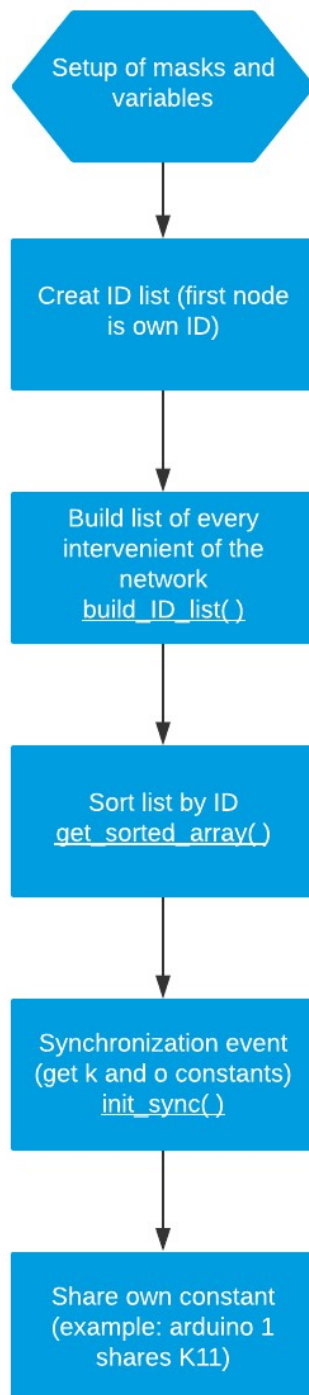 Setup of masks and
variables
Creat ID list (first node
is own ID)
Build list of every
intervenient of the
network
build_ID_list( )
Sort list by ID
get_sorted_array( )
Synchronization event
(get k and o constants)
init_sync( )
Share own constant
(example: arduino 1
shares K11)